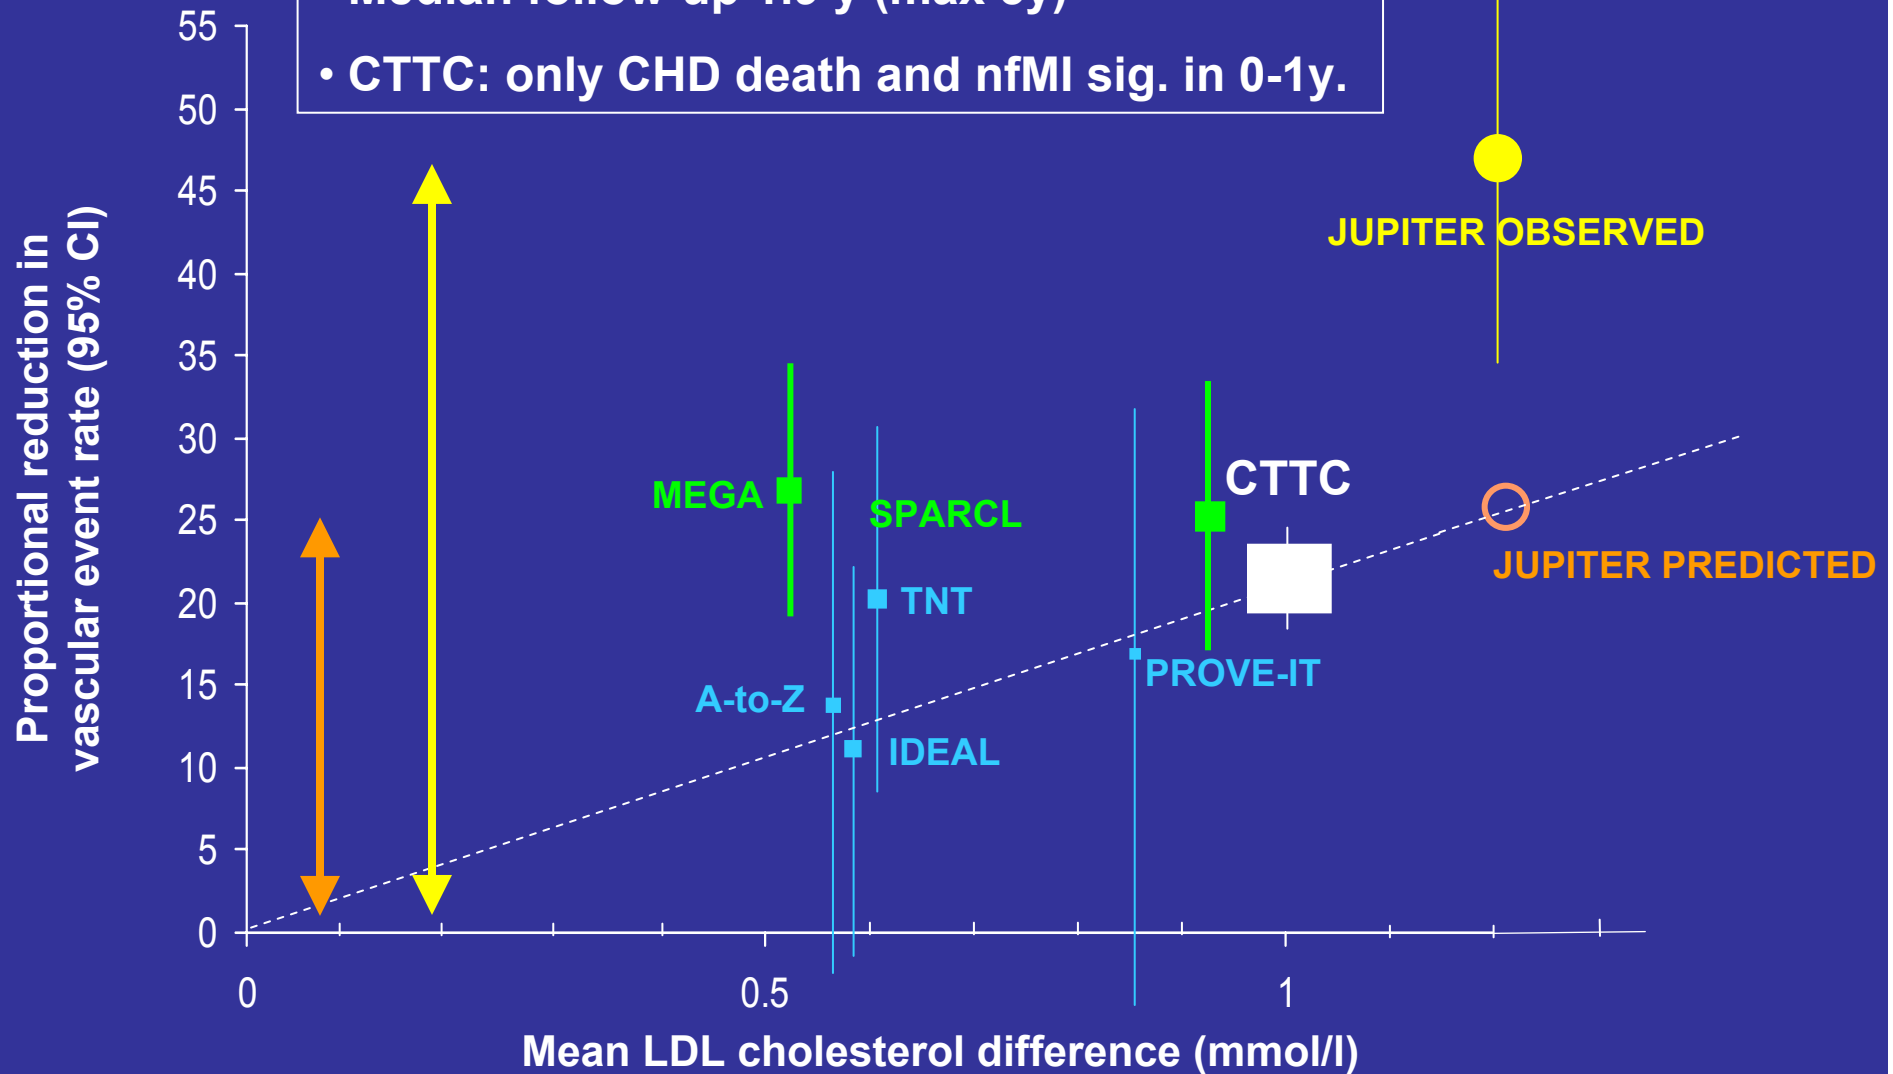 • CTTC: only CHD death and nfMI sig. in 0-1y.
55
50
45
40
35
30
25
20
15
10
5
0
Proportional reduction in
vascular event rate (95% CI)
JUPITER OBSERVED
MEGA
SPARCL
CTTC
JUPITER PREDICTED
TNT
PROVE-IT
A-to-Z
IDEAL
0
0.5
1
Mean LDL cholesterol difference (mmol/l)